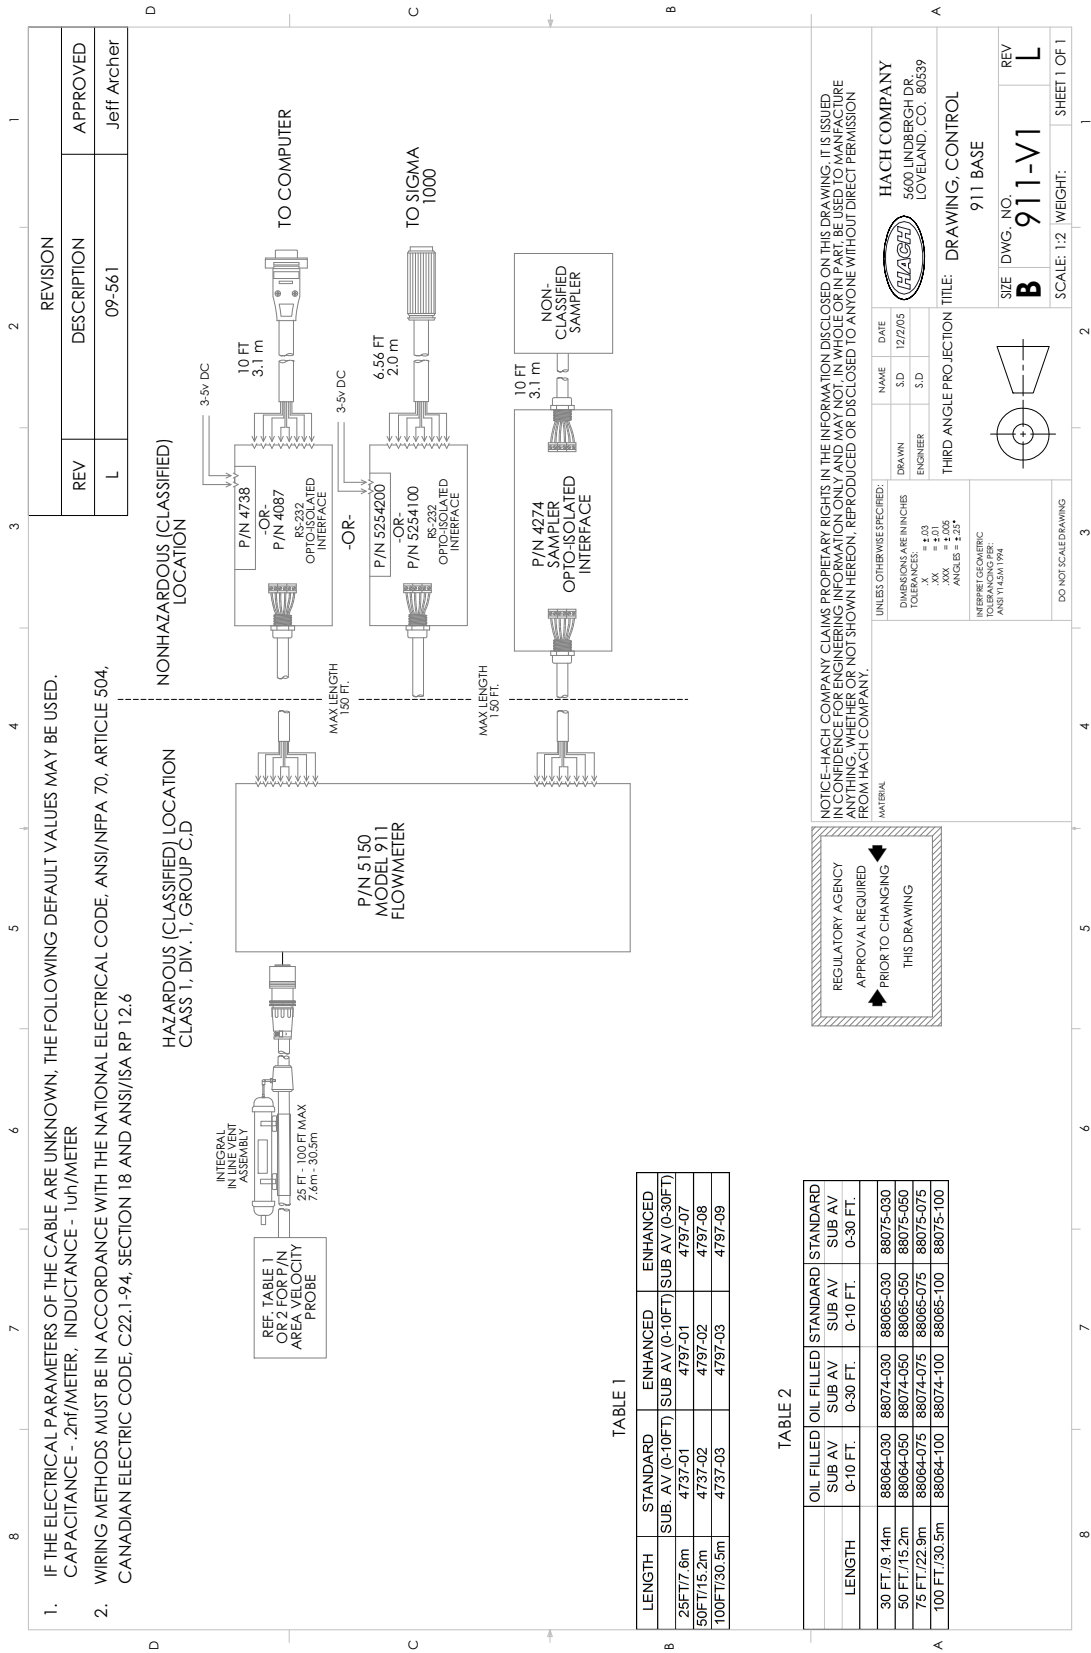 8 7 6 5 4 3 2 1
D
C
B
A
1. IF THE ELECTRICAL PARAMETERS OF THE CABLE ARE UNKNOWN, THE FOLLOWING DEFAULT VALUES MAY BE USED.
CAPACITANCE - .2nf/METER, INDUCTANCE - 1uh/METER
2. WIRING METHODS MUST BE IN ACCORDANCE WITH THE NATIONAL ELECTRICAL CODE, ANSI/NFPA 70, ARTICLE 504,
CANADIAN ELECTRIC CODE, C22.1-94, SECTION 18 AND ANSI/ISA RP 12.6
REVISION
REV DESCRIPTION APPROVED
L 09-561 Jeff Archer
HAZARDOUS (CLASSIFIED) LOCATION
CLASS 1, DIV. 1, GROUP C,D
NONHAZARDOUS (CLASSIFIED)
LOCATION
INTEGRAL
IN LINE VENT
ASSEMBLY
25 FT - 100 FT MAX
7.6m - 30.5m
REF. TABLE 1
OR 2 FOR P/N
AREA VELOCITY
PROBE
P/N 5150
MODEL 911
FLOWMETER
MAX LENGTH
150 FT.
MAX LENGTH
150 FT.
3-5v DC
P/N 4738
-OR-
P/N 4087
RS-232
OPTO-ISOLATED
INTERFACE
10 FT
3.1 m
TO COMPUTER
-OR-
3-5v DC
P/N 5254200
-OR-
P/N 5254100
RS-232
OPTO-ISOLATED
INTERFACE
6.56 FT
2.0 m
TO SIGMA
1000
P/N 4274
SAMPLER
OPTO-ISOLATED
INTERFACE
10 FT
3.1 m
NON-
CLASSIFIED
SAMPLER
TABLE 1
LENGTH STANDARD ENHANCED ENHANCED
SUB. AV (0-10FT) SUB AV (0-10FT) SUB AV (0-30FT)
25FT/7.6m 4737-01 4797-01 4797-07
50FT/15.2m 4737-02 4797-02 4797-08
100FT/30.5m 4737-03 4797-03 4797-09
TABLE 2
OIL FILLED OIL FILLED STANDARD STANDARD
SUB AV SUB AV SUB AV SUB AV
LENGTH 0-10 FT. 0-30 FT. 0-10 FT. 0-30 FT.
30 FT./9.14m 88064-030 88074-030 88065-030 88075-030
50 FT./15.2m 88064-050 88074-050 88065-050 88075-050
75 FT./22.9m 88064-075 88074-075 88065-075 88075-075
100 FT./30.5m 88064-100 88074-100 88065-100 88075-100
REGULATORY AGENCY
APPROVAL REQUIRED
PRIOR TO CHANGING
THIS DRAWING
NOTICE--HACH COMPANY CLAIMS PROPIETARY RIGHTS IN THE INFORMATION DISCLOSED ON THIS DRAWING. IT IS ISSUED
IN CONFIDENCE FOR ENGINEERING INFORMATION ONLY AND MAY NOT, IN WHOLE OR IN PART, BE USED TO MANFACTURE
ANYTHING, WHETHER OR NOT SHOWN HEREON, REPRODUCED OR DISCLOSED TO ANYONE WITHOUT DIRECT PERMISSION
FROM HACH COMPANY.
MATERIAL
UNLESS OTHERWISE SPECIFIED:
DIMENSIONS ARE IN INCHES
TOLERANCES:
.X = ±.03
.XX = ±.01
.XXX = ±.005
ANGLES = ±.25°
INTERPRET GEOMETRIC
TOLERANCING PER:
ANSI Y14.5M 1994
DO NOT SCALE DRAWING
NAME DATE
DRAWN S.D 12/2/05
ENGINEER S.D
THIRD ANGLE PROJECTION
HACH
HACH COMPANY
5600 LINDBERGH DR.
LOVELAND, CO. 80539
TITLE: DRAWING, CONTROL
911 BASE
SIZE DWG. NO. REV
B 911-V1 L
SCALE: 1:2 WEIGHT: SHEET 1 OF 1
D
C
B
A
8 7 6 5 4 3 2 1